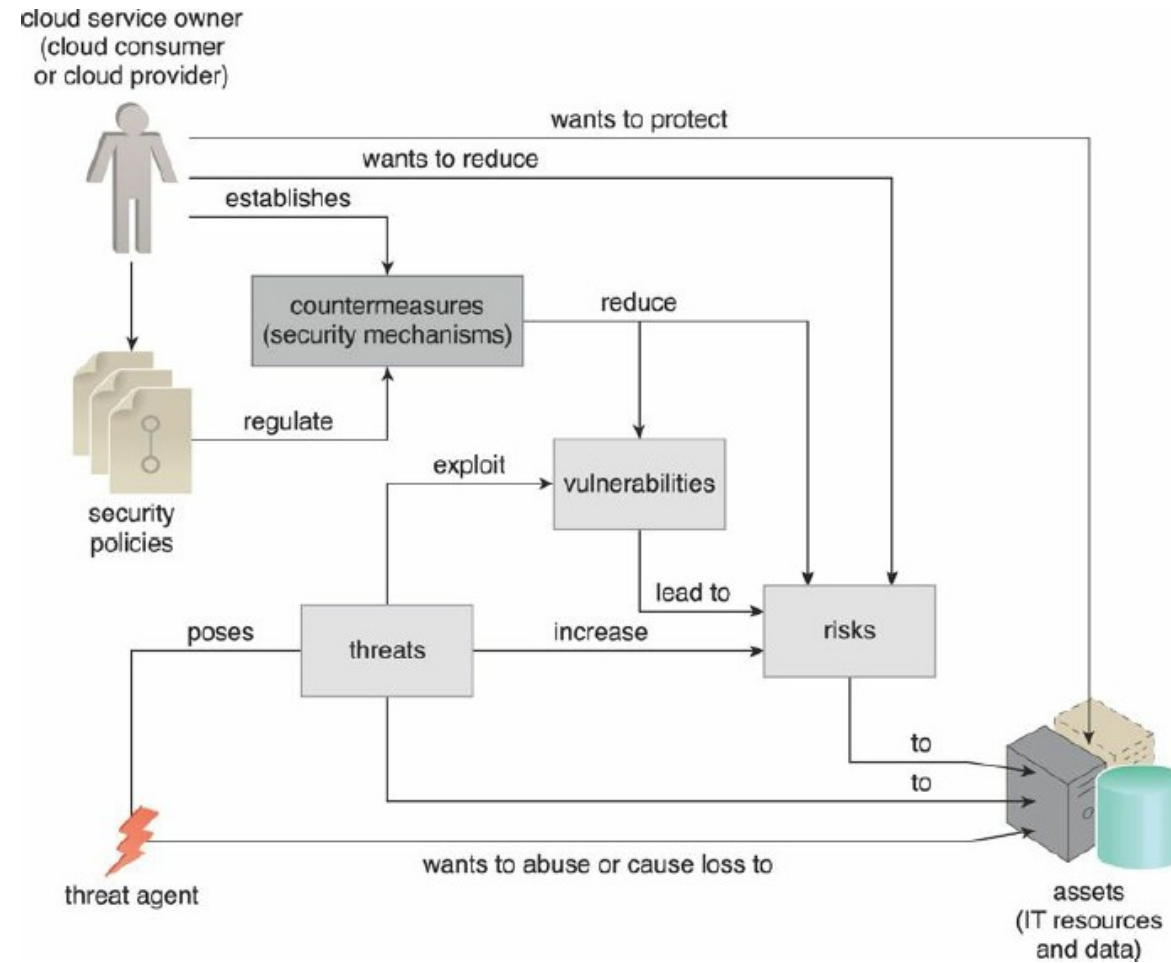 cloud service owner
(cloud consumer
or cloud provider)
wants to protect
wants to reduce
establishes
countermeasures
(security mechanisms)
reduce
regulate
exploit
vulnerabilities
security
policies
lead to
poses
threats
increase
risks
to
to
wants to abuse or cause loss to
threat agent
assets
(IT resources
and data)